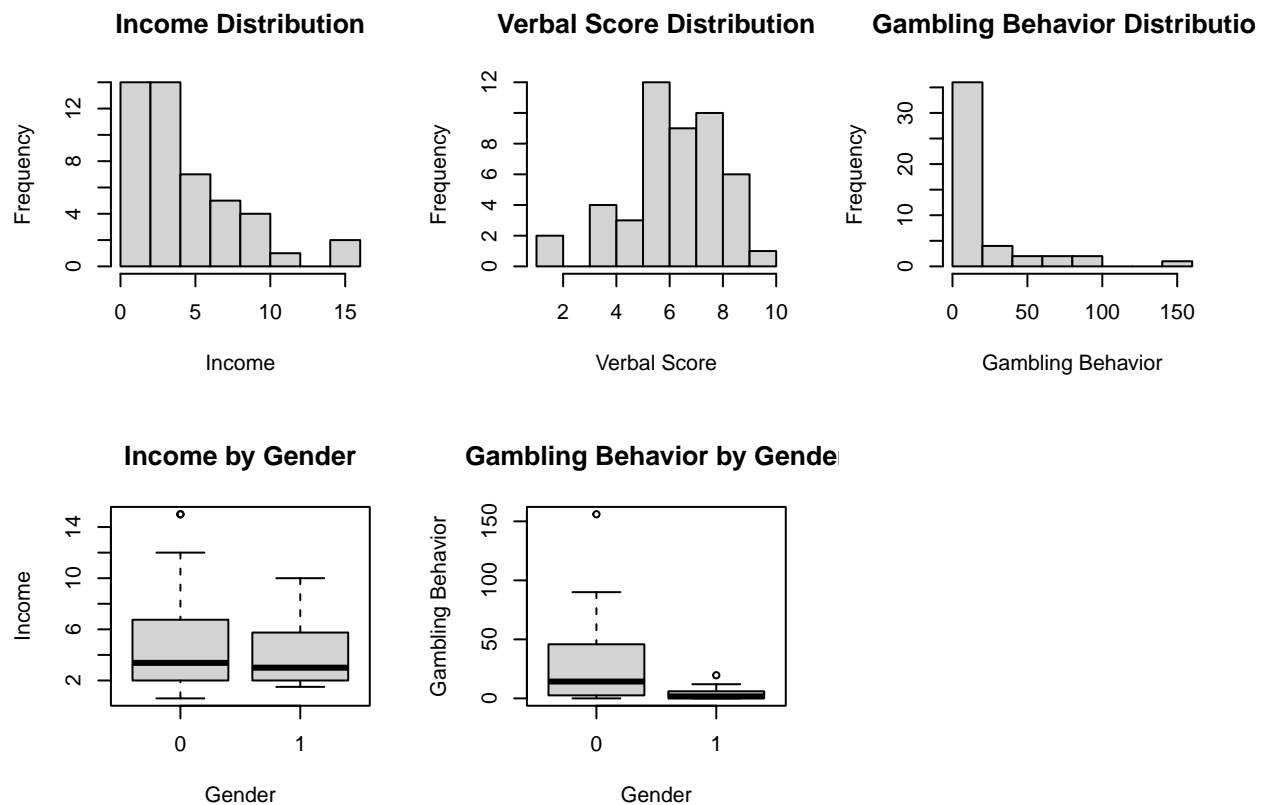 Income Distribution
Frequency
0 4 8 12
0 5 10 15
Income
Verbal Score Distribution
Frequency
0 2 4 6 8 12
2 4 6 8 10
Verbal Score
Gambling Behavior Distributio
Frequency
0 10 20 30
0 50 100 150
Gambling Behavior
Income by Gender
Income
2 6 10 14
0 1
Gender
Gambling Behavior by Gende
Gambling Behavior
0 50 100 150
0 1
Gender